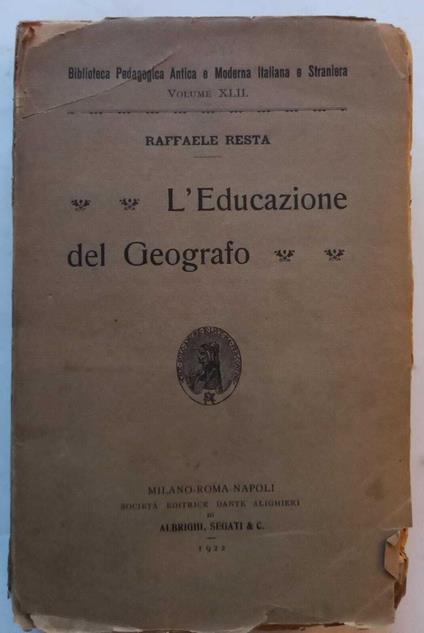 Biblioteca Pedagogica Antica e Moderna Italiana e Straniera
VOLUME XLII.
RAFFAELE RESTA
L'Educazione
del Geografo
MILANO-ROMA-NAPOLI
SOCIETÀ EDITRICE DANTE ALIGHIERI
DI
ALBRIGHI, SEGATI & C.
1922